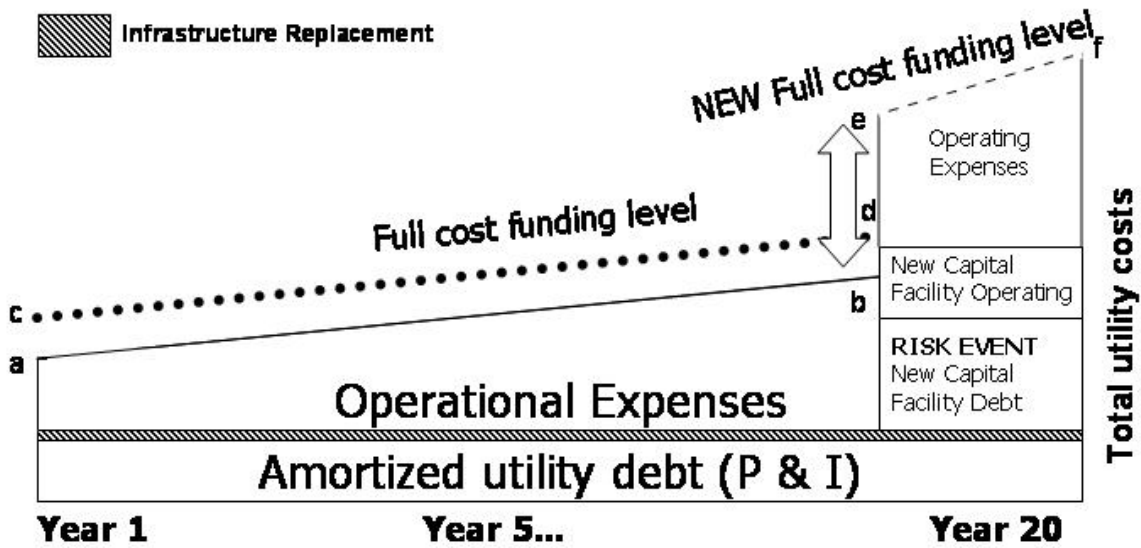 Infrastructure Replacement
NEW Full cost funding level
f
e
Operating
Expenses
Full cost funding level
d
New Capital
Facility Operating
c
b
a
RISK EVENT
New Capital
Facility Debt
Operational Expenses
Amortized utility debt (P & I)
Total utility costs
Year 1
Year 5...
Year 20